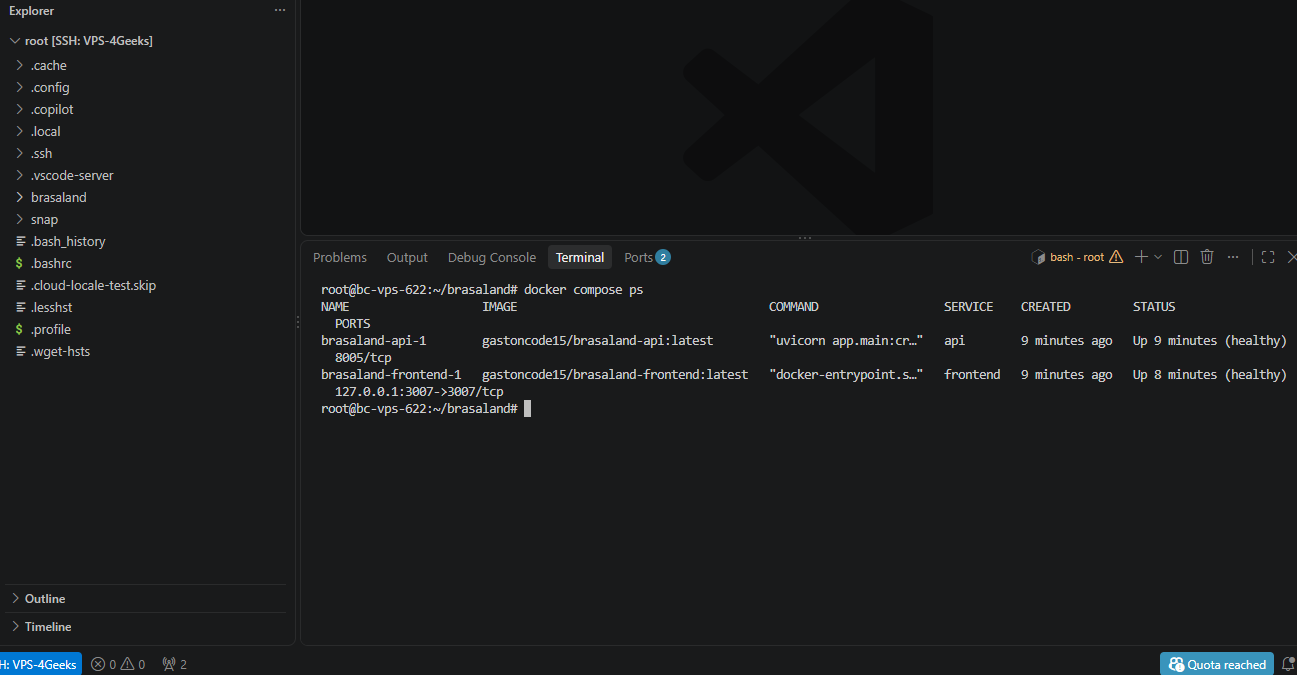 Explorer
root [SSH: VPS-4Geeks]
.cache
.config
.copilot
.local
.ssh
.vscode-server
brasaland
snap
.bash_history
$ .bashrc
.cloud-locale-test.skip
.lesshst
$ .profile
.wget-hsts
Outline
Timeline
Problems Output Debug Console Terminal Ports 2
bash - root
root@bc-vps-622:~/brasaland# docker compose ps
NAME IMAGE COMMAND SERVICE CREATED STATUS
PORTS
brasaland-api-1 gastoncode15/brasaland-api:latest "uvicorn app.main:cr…" api 9 minutes ago Up 9 minutes (healthy)
8005/tcp
brasaland-frontend-1 gastoncode15/brasaland-frontend:latest "docker-entrypoint.s…" frontend 9 minutes ago Up 8 minutes (healthy)
127.0.0.1:3007->3007/tcp
root@bc-vps-622:~/brasaland#
H: VPS-4Geeks 0 0 2 Quota reached